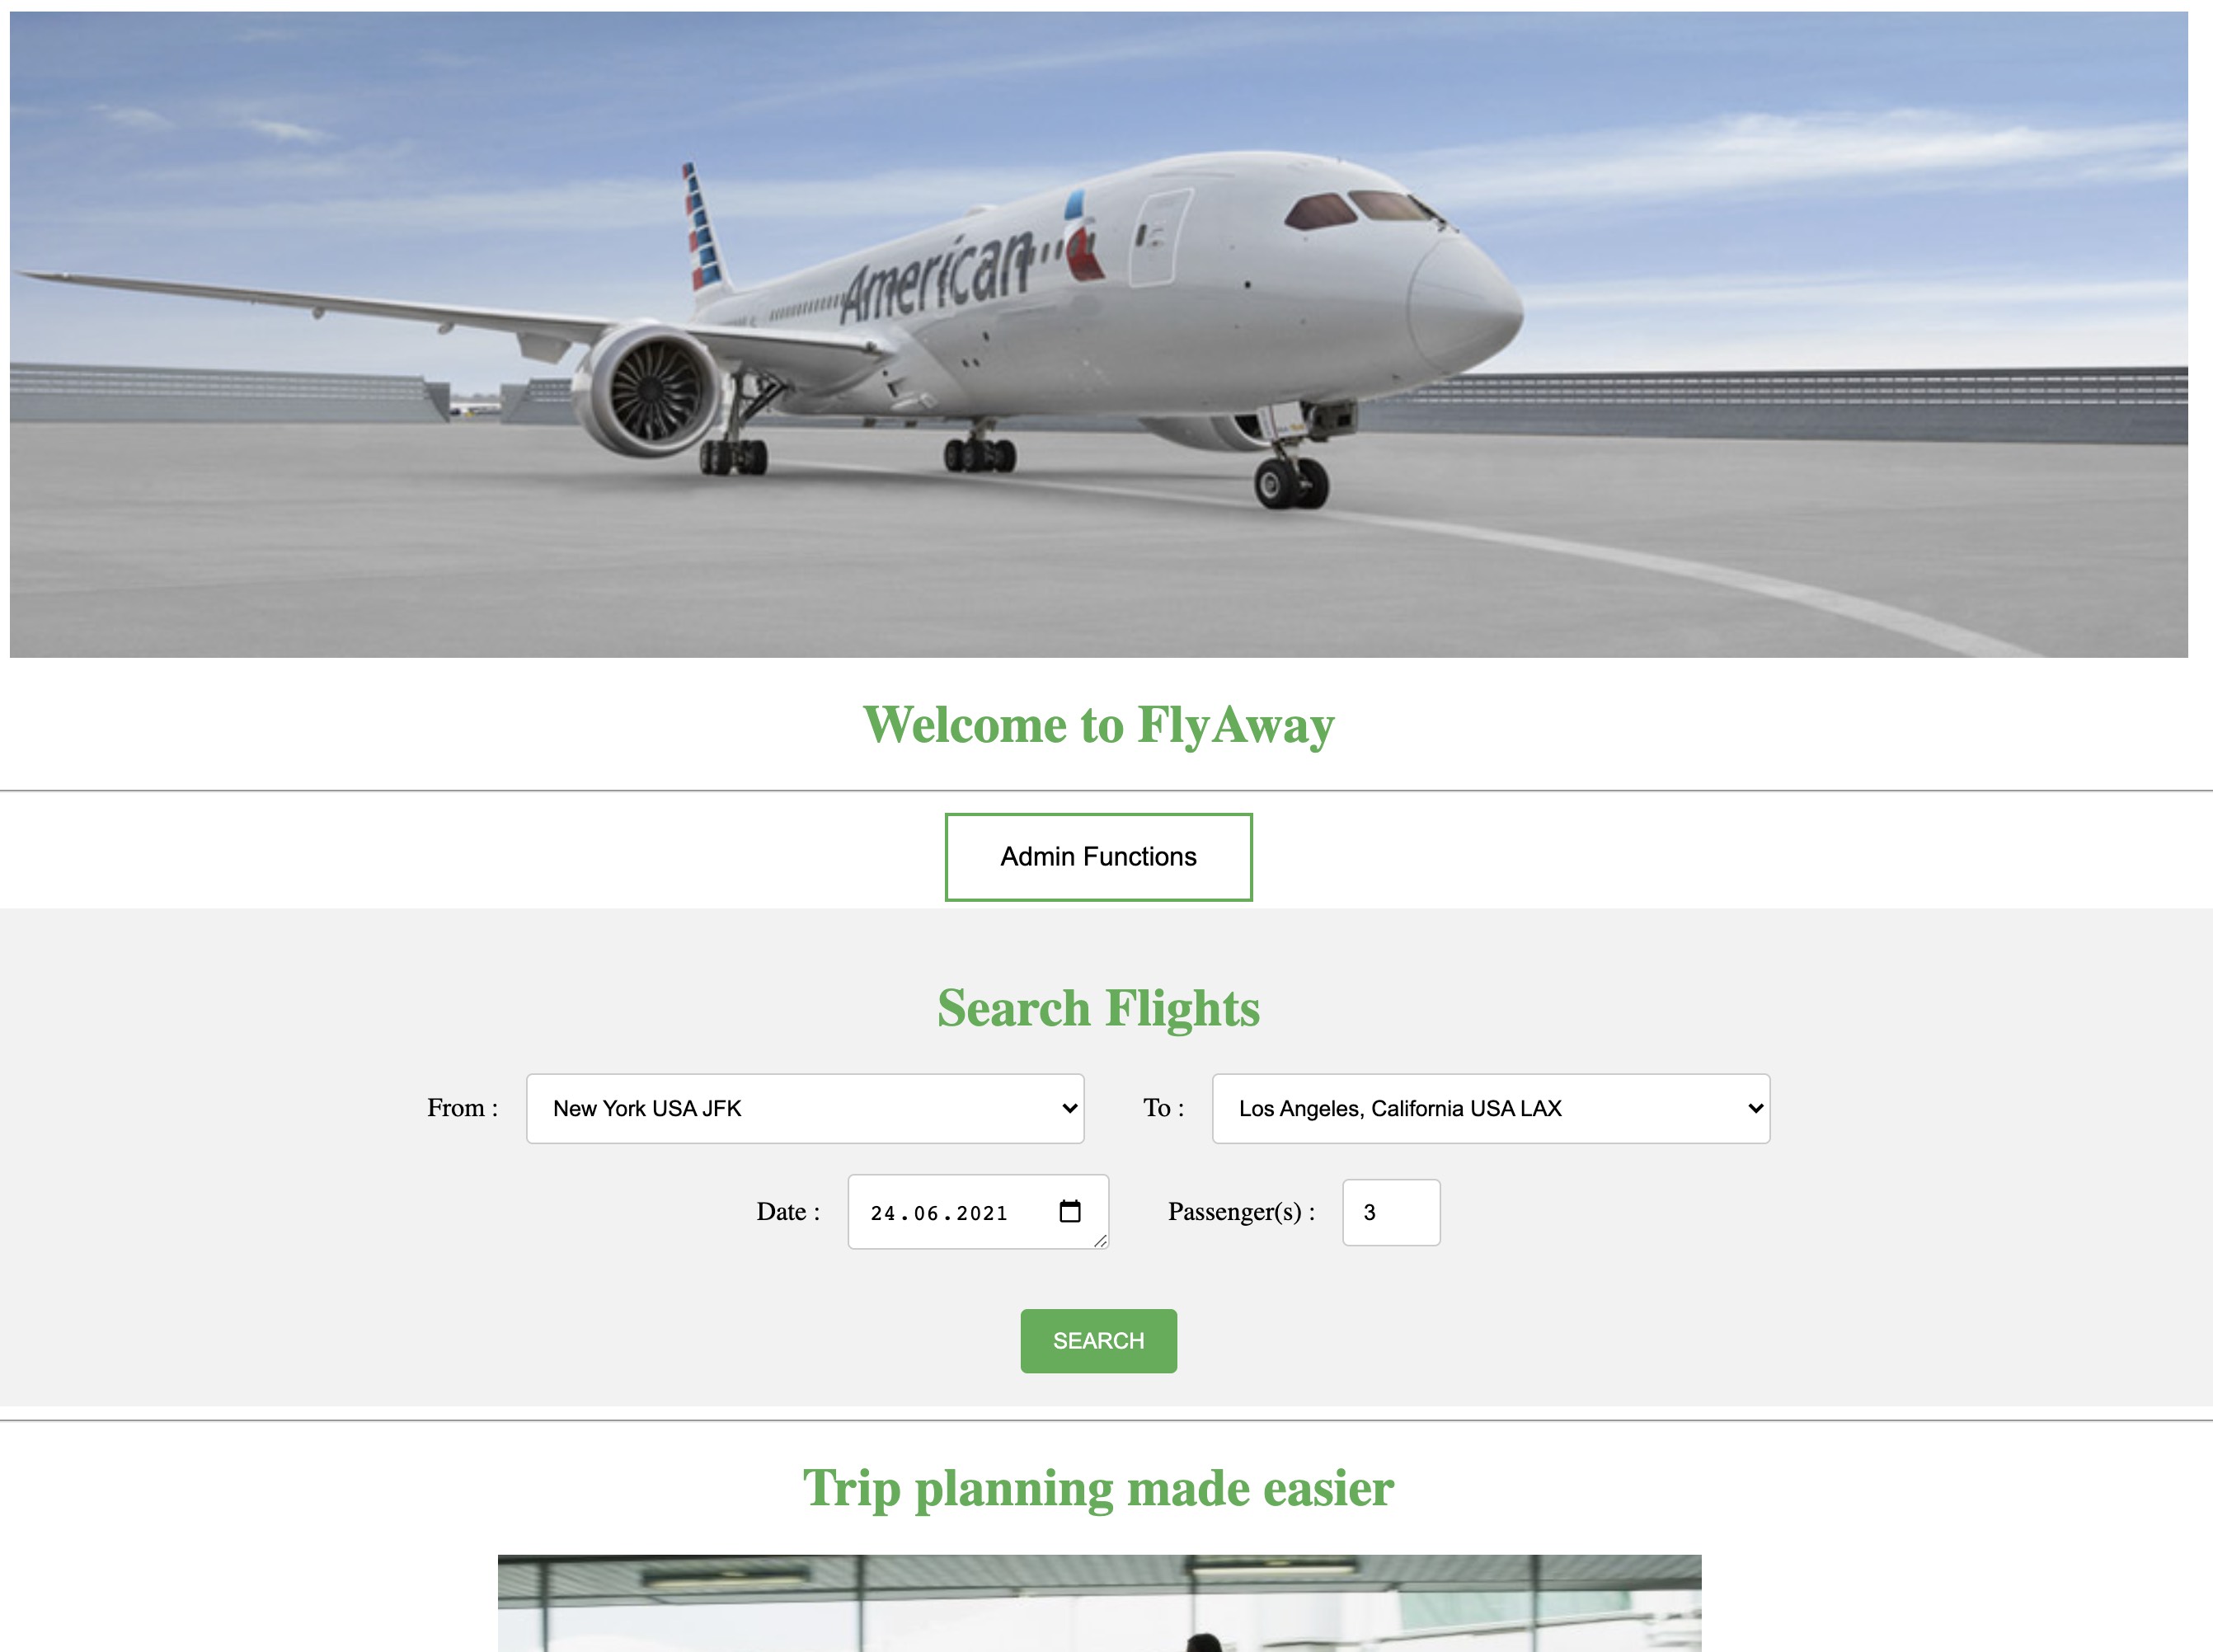 American
Welcome to FlyAway
Admin Functions
Search Flights
From : New York USA JFK To : Los Angeles, California USA LAX
Date : 24.06.2021 Passenger(s) : 3
SEARCH
Trip planning made easier